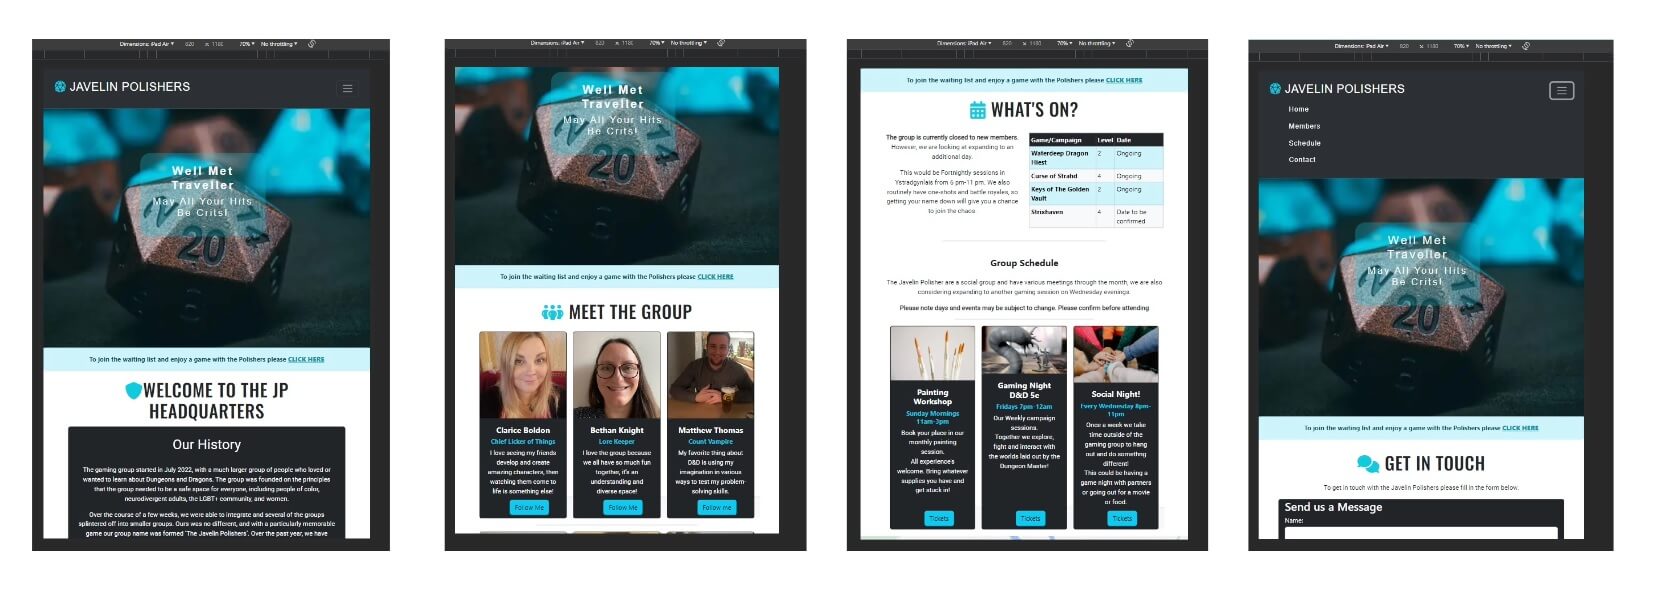 Dimensions: iPad Air 820 × 1180 70% No throttling
JAVELIN POLISHERS
Well Met
Traveller
May All Your Hits
Be Crits!
20
To join the waiting list and enjoy a game with the Polishers please CLICK HERE
WELCOME TO THE JP
HEADQUARTERS
Our History
The gaming group started in July 2022, with a much larger group of people who loved or
wanted to learn about Dungeons and Dragons. The group was founded on the principles
that the group needed to be a safe space for everyone, including people of color,
neurodivergent adults, the LGBT+ community, and women.
Over the course of a few weeks, we were able to integrate and several of the groups
splintered off into smaller groups. Ours was no different, and with a particularly memorable
game our group name was formed 'The Javelin Polishers'. Over the past year, we have
Dimensions: iPad Air 820 × 1180 70% No throttling
Well Met
Traveller
May All Your Hits
Be Crits!
20
To join the waiting list and enjoy a game with the Polishers please CLICK HERE
MEET THE GROUP
Clarice Boldon
Chief Licker of Things
I love seeing my friends
develop and create
amazing characters, then
watching them come to
life is something else!
Follow Me
Bethan Knight
Lore Keeper
I love the group because
we all have so much fun
together, it's an
understanding and
diverse space!
Follow Me
Matthew Thomas
Count Vampire
My favorite thing about
D&D is using my
imagination in various
ways to test my problem-
solving skills.
Follow me
Dimensions: iPad Air 820 × 1180 70% No throttling
To join the waiting list and enjoy a game with the Polishers please CLICK HERE
WHAT'S ON?
The group is currently closed to new members.
However, we are looking at expanding to an
additional day.
This would be Fortnightly sessions in
Ystradgynlais from 6 pm-11 pm. We also
routinely have one-shots and battle royales, so
getting your name down will give you a chance
to join the chaos.
Game/Campaign Level Date
Waterdeep Dragon 2 Ongoing
Hiest
Curse of Strahd 4 Ongoing
Keys of The Golden 2 Ongoing
Vault
Strixhaven 4 Date to be
confirmed
Group Schedule
The Javelin Polisher are a social group and have various meetings through the month, we are also
considering expanding to another gaming session on Wednesday evenings.
Please note days and events may be subject to change. Please confirm before attending
Painting
Workshop
Sunday Mornings
11am-3pm
Book your place in our
monthly painting
session.
All experience's
welcome. Bring whatever
supplies you have and
get stuck in!
Tickets
Gaming Night
D&D 5e
Fridays 7pm-12am
Our Weekly campaign
sessions.
Together we explore,
fight and interact with
the worlds laid out by the
Dungeon Master!
Tickets
Social Night!
Every Wednesday 8pm-
11pm
Once a week we take
time outside of the
gaming group to hang
out and do something
different!
This could be having a
game night with partners
or going out for a movie
or food.
Tickets
Dimensions: iPad Air 820 × 1180 70% No throttling
JAVELIN POLISHERS
Home
Members
Schedule
Contact
Well Met
Traveller
May All Your Hits
Be Crits!
20
To join the waiting list and enjoy a game with the Polishers please CLICK HERE
GET IN TOUCH
To get in touch with the Javelin Polishers please fill in the form below.
Send us a Message
Name: